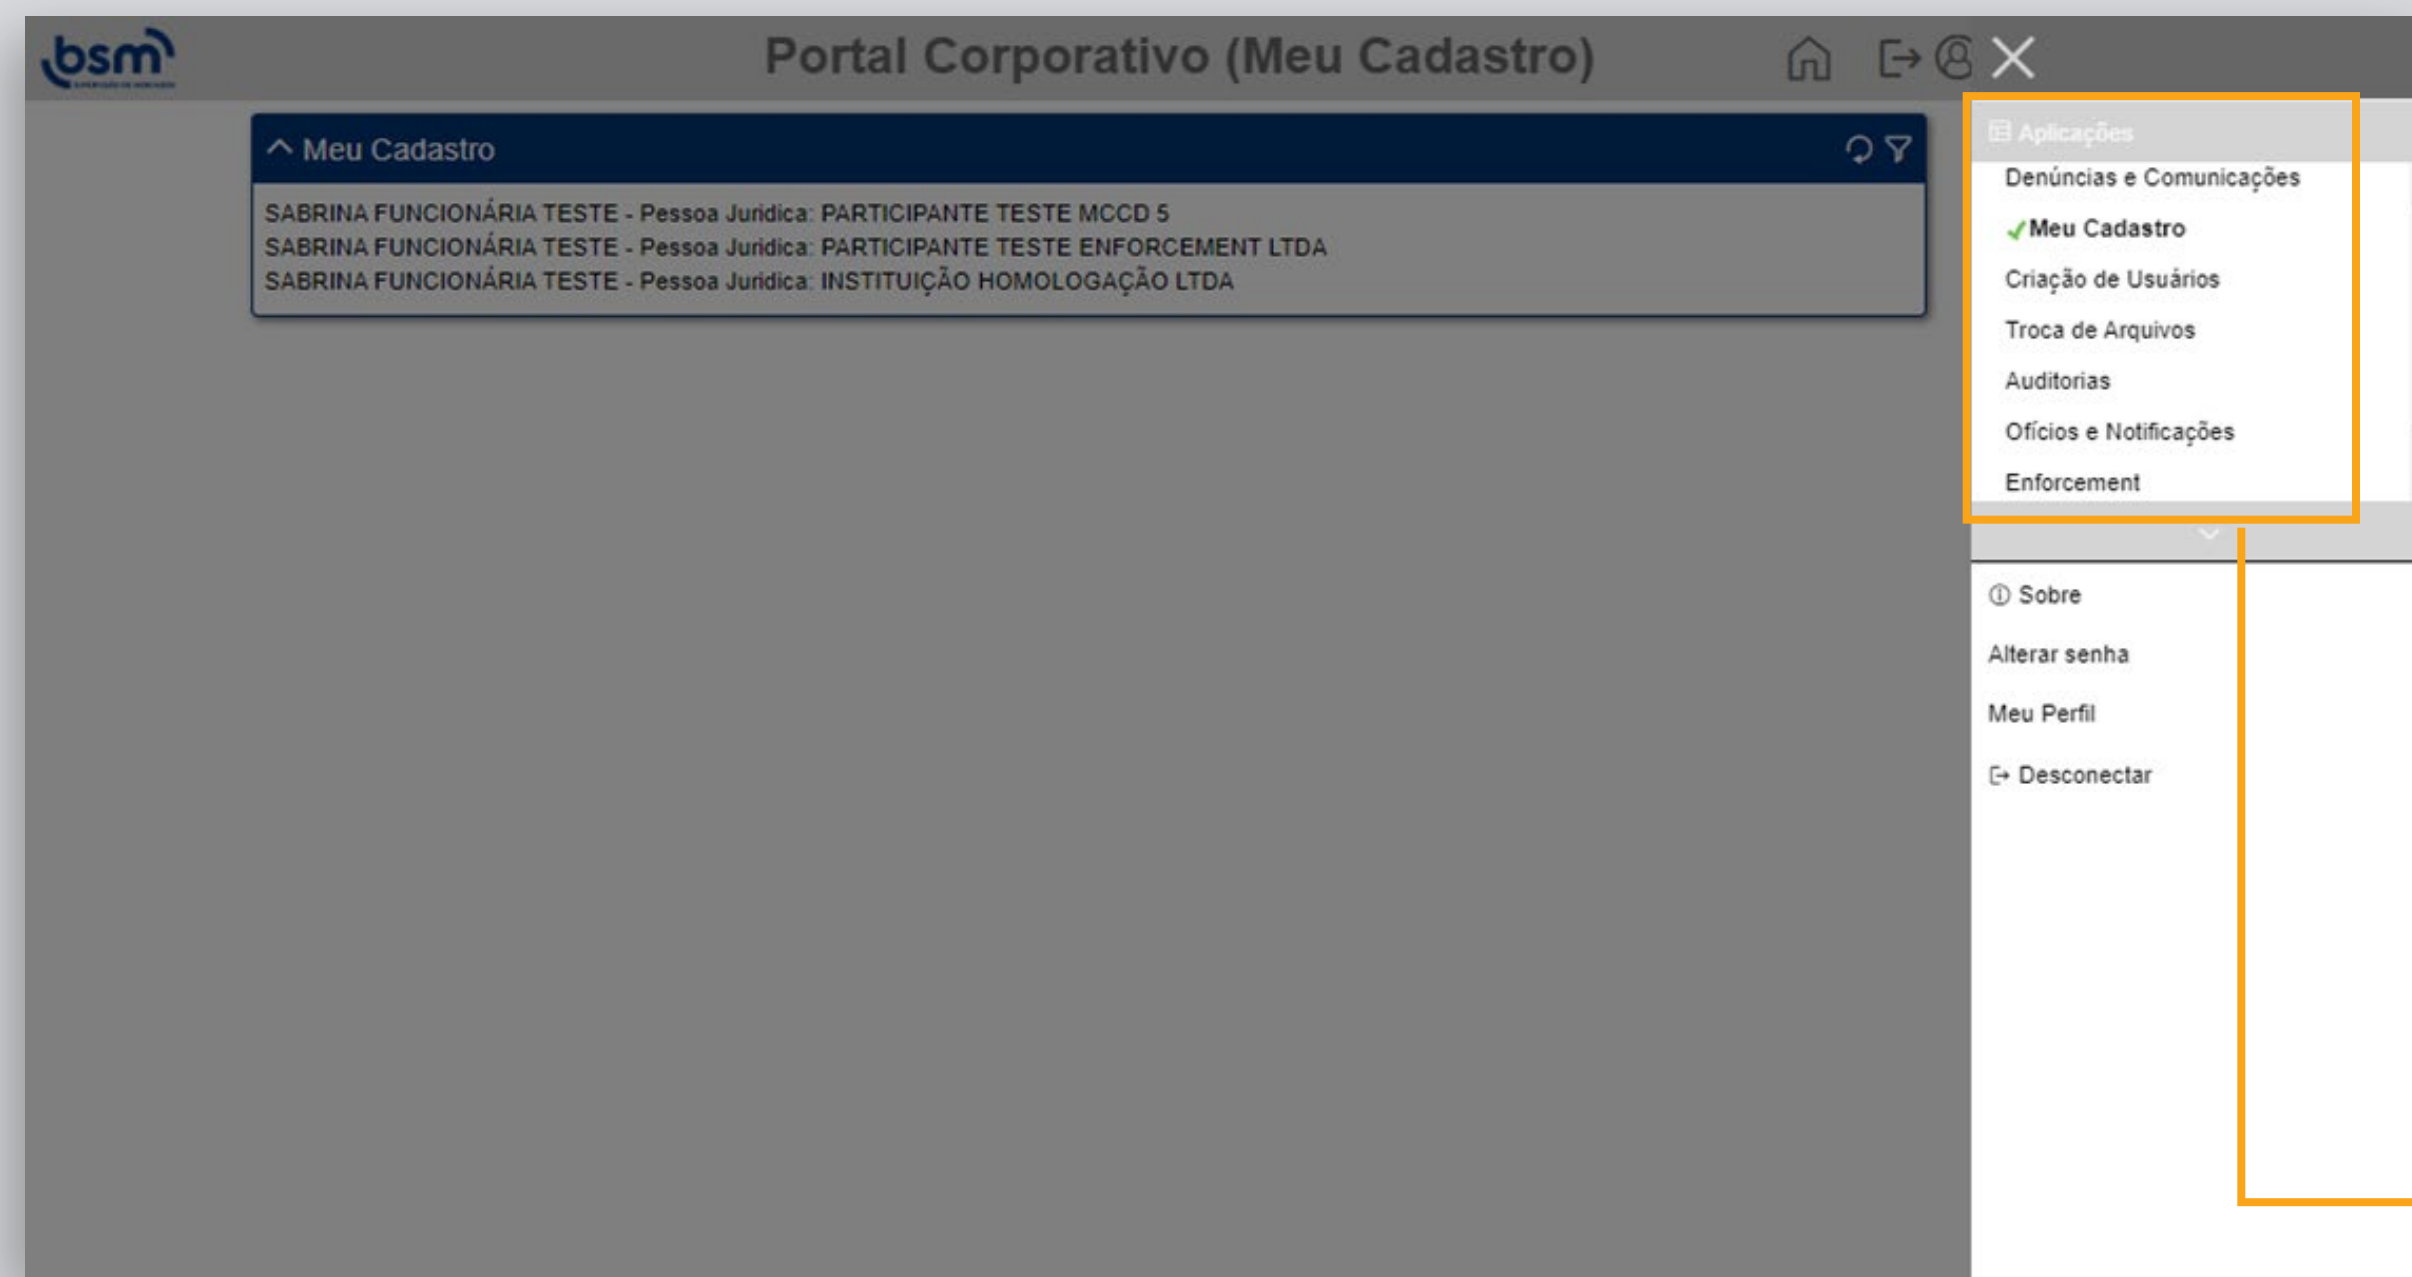 bsm
Portal Corporativo (Meu Cadastro)
Meu Cadastro
SABRINA FUNCIONÁRIA TESTE - Pessoa Juridica: PARTICIPANTE TESTE MCCD 5
SABRINA FUNCIONÁRIA TESTE - Pessoa Juridica: PARTICIPANTE TESTE ENFORCEMENT LTDA
SABRINA FUNCIONÁRIA TESTE - Pessoa Juridica: INSTITUIÇÃO HOMOLOGAÇÃO LTDA
Aplicações
Denúncias e Comunicações
Meu Cadastro
Criação de Usuários
Troca de Arquivos
Auditorias
Ofícios e Notificações
Enforcement
Sobre
Alterar senha
Meu Perfil
Desconectar